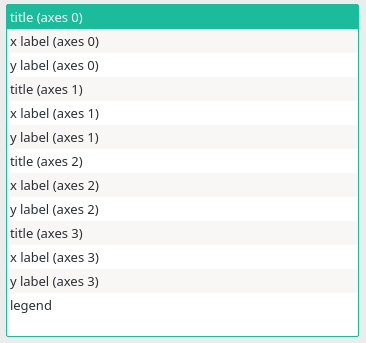 title (axes 0)
x label (axes 0)
y label (axes 0)
title (axes 1)
x label (axes 1)
y label (axes 1)
title (axes 2)
x label (axes 2)
y label (axes 2)
title (axes 3)
x label (axes 3)
y label (axes 3)
legend